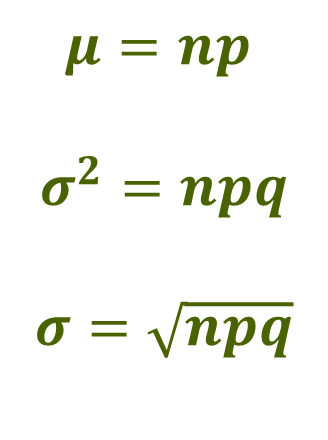 μ = np
σ² = npq
σ = √npq